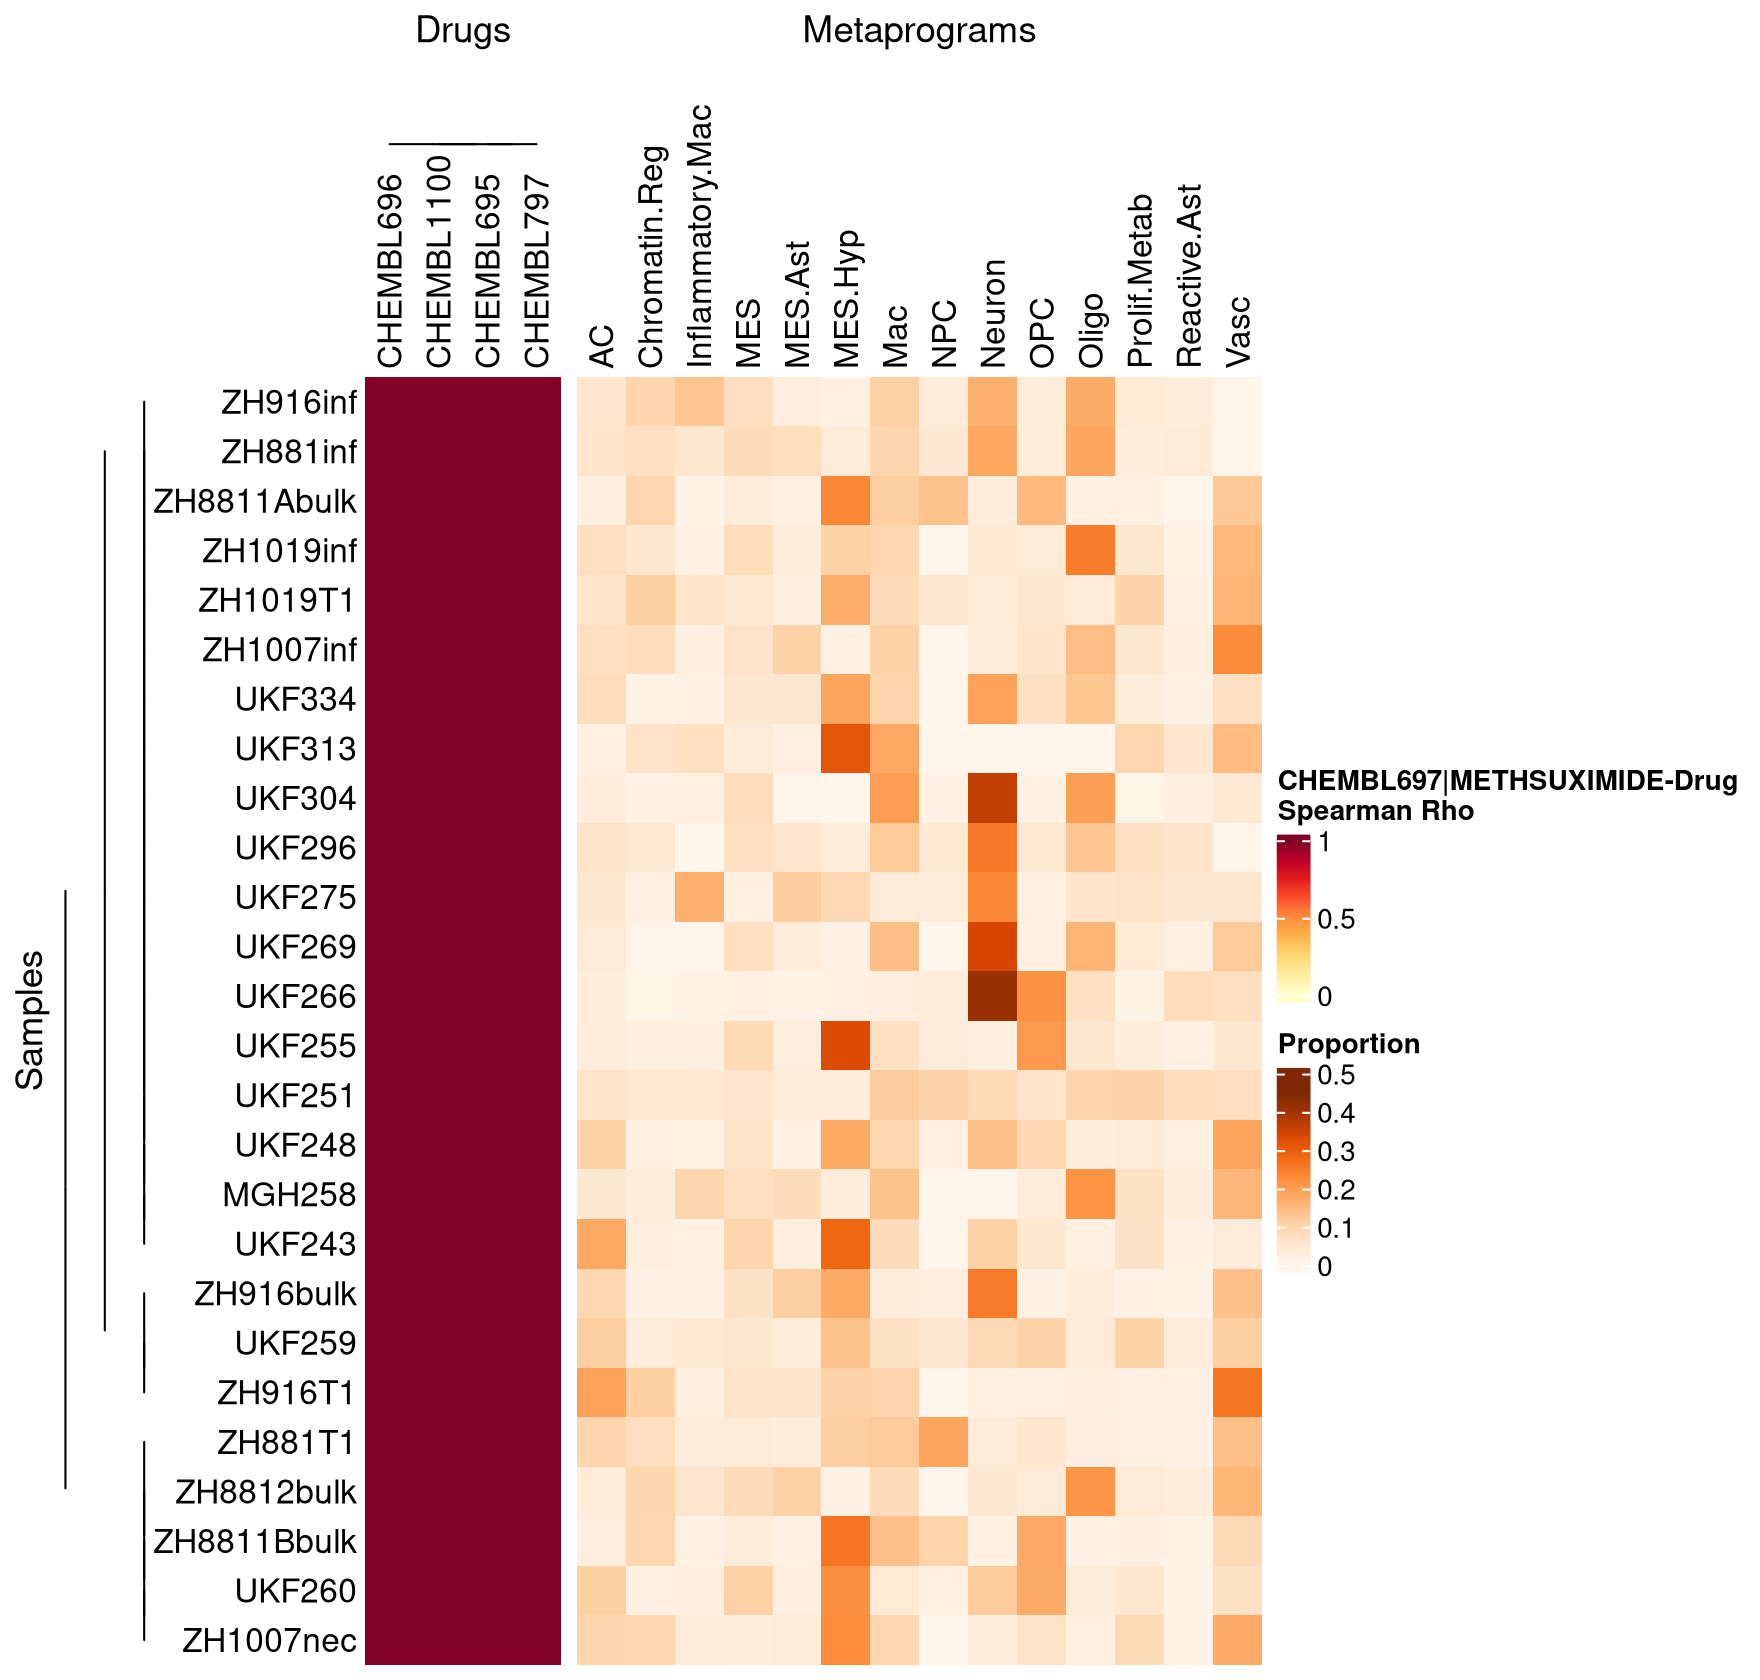 Drugs
Metaprograms
CHEMBL696
CHEMBL1100
CHEMBL695
CHEMBL797
AC
Chromatin.Reg
Inflammatory.Mac
MES
MES.Ast
MES.Hyp
Mac
NPC
Neuron
OPC
Oligo
Prolif.Metab
Reactive.Ast
Vasc
Samples
ZH916inf
ZH881inf
ZH8811Abulk
ZH1019inf
ZH1019T1
ZH1007inf
UKF334
UKF313
UKF304
UKF296
UKF275
UKF269
UKF266
UKF255
UKF251
UKF248
MGH258
UKF243
ZH916bulk
UKF259
ZH916T1
ZH881T1
ZH8812bulk
ZH8811Bbulk
UKF260
ZH1007nec
CHEMBL697|METHSUXIMIDE-Drug
Spearman Rho
1
0.5
0
Proportion
0.5
0.4
0.3
0.2
0.1
0